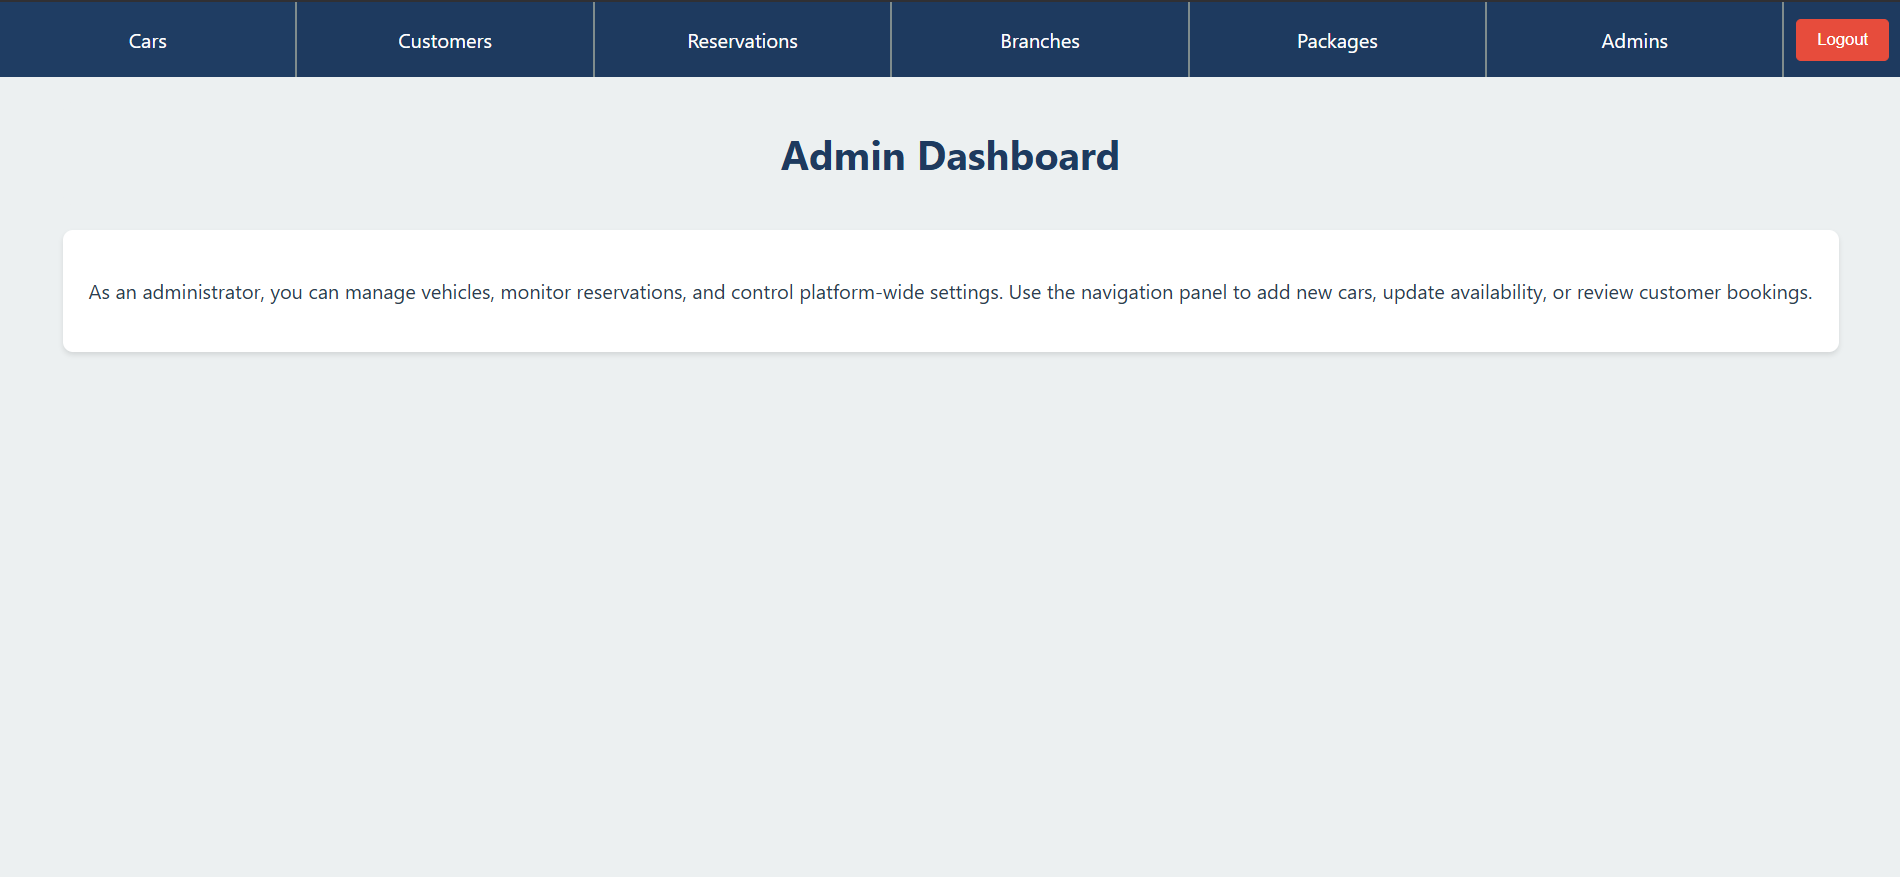 Cars Customers Reservations Branches Packages Admins Logout
Admin Dashboard
As an administrator, you can manage vehicles, monitor reservations, and control platform-wide settings. Use the navigation panel to add new cars, update availability, or review customer bookings.